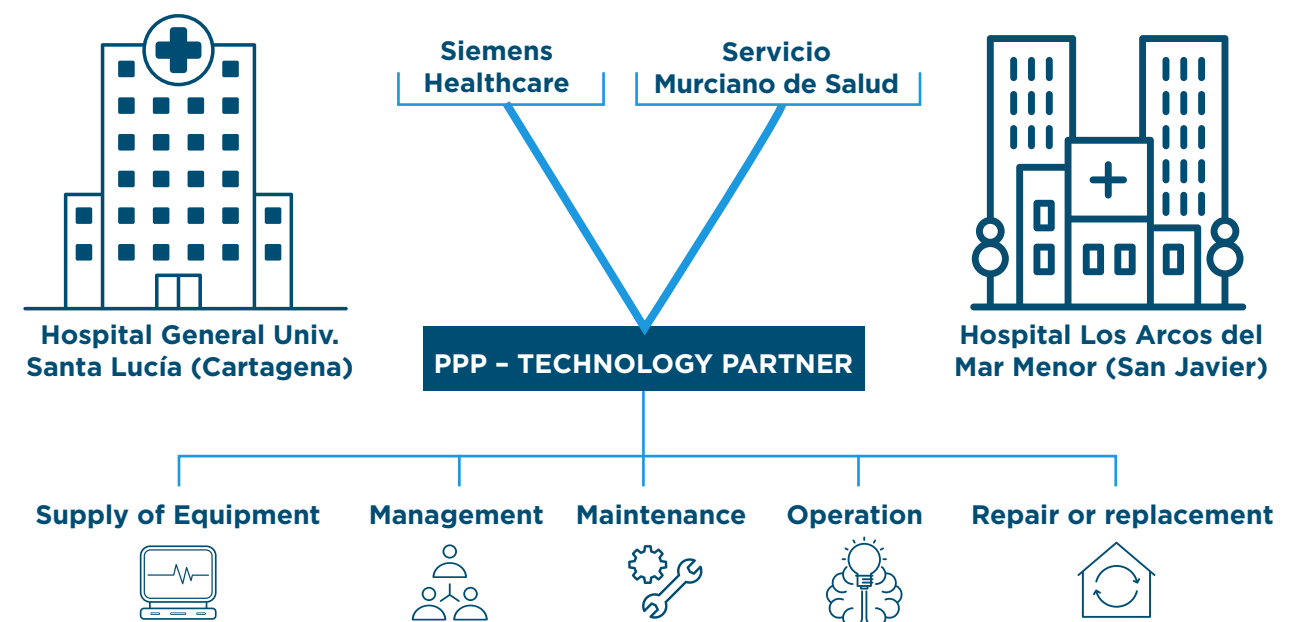 Siemens
Healthcare
Servicio
Murciano de Salud
Hospital General Univ.
Santa Lucía (Cartagena)
PPP – TECHNOLOGY PARTNER
Hospital Los Arcos del
Mar Menor (San Javier)
Supply of Equipment
Management
Maintenance
Operation
Repair or replacement